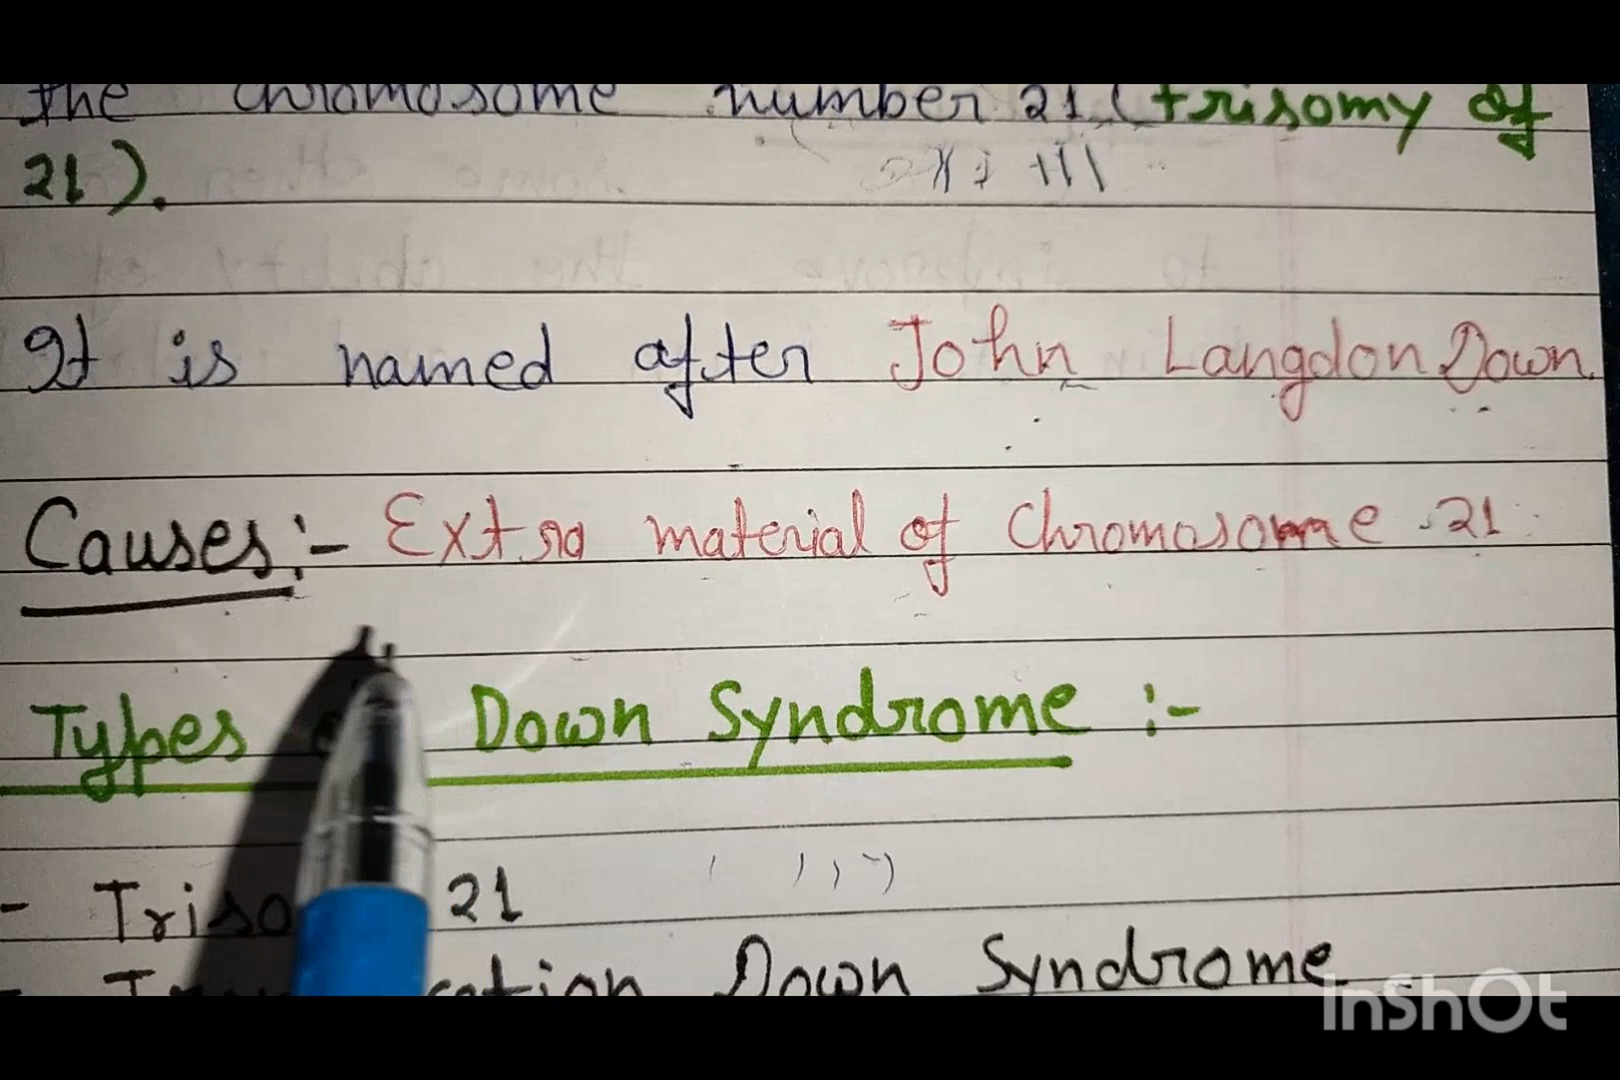 the chromosome number 21 (trisomy of
21).
It is named after John Langdon Down.
Causes:- Extra material of Chromosome 21
Types Down Syndrome :-
- 21
Down Syndrome
InShOt